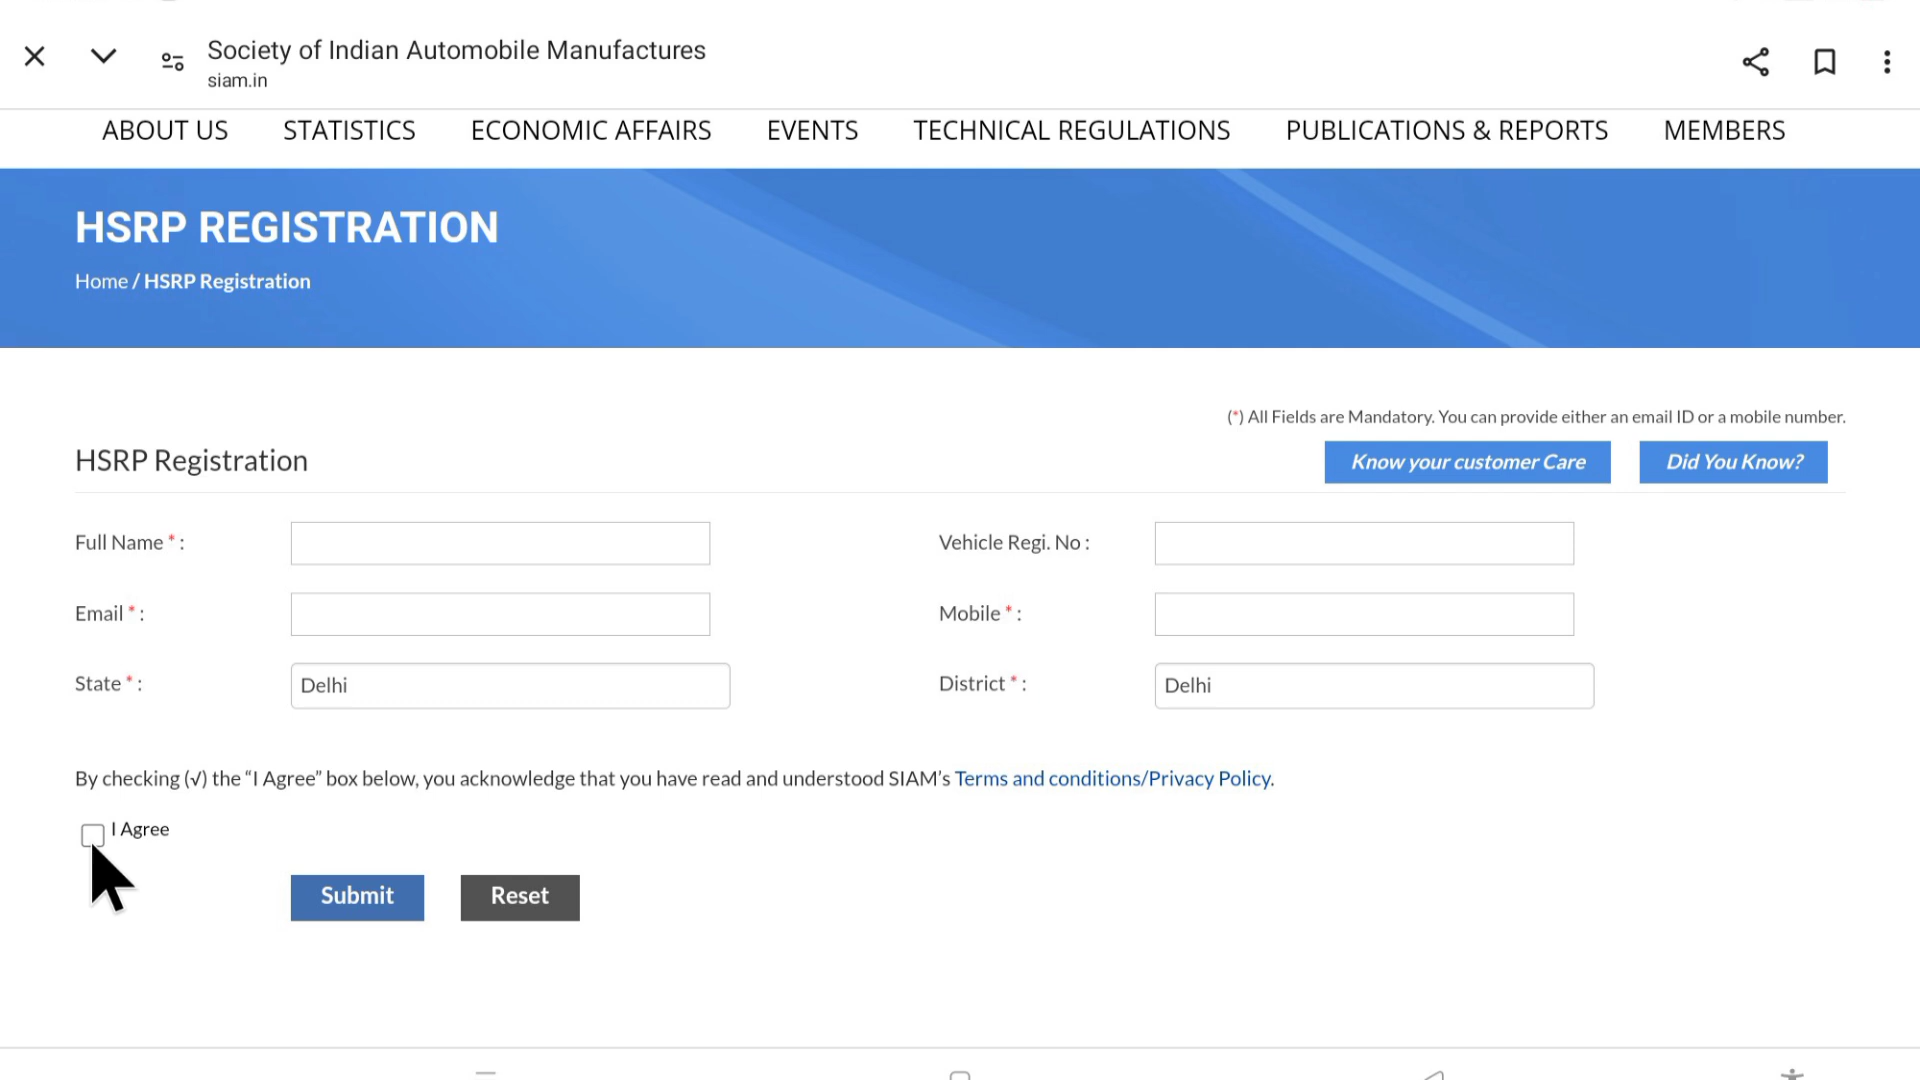 Society of Indian Automobile Manufactures
siam.in
ABOUT US STATISTICS ECONOMIC AFFAIRS EVENTS TECHNICAL REGULATIONS PUBLICATIONS & REPORTS MEMBERS
HSRP REGISTRATION
Home / HSRP Registration
(*) All Fields are Mandatory. You can provide either an email ID or a mobile number.
HSRP Registration Know your customer Care Did You Know?
Full Name * : Vehicle Regi. No :
Email * : Mobile * :
State * : Delhi District * : Delhi
By checking (√) the “I Agree” box below, you acknowledge that you have read and understood SIAM’s Terms and conditions/Privacy Policy.
I Agree
Submit Reset